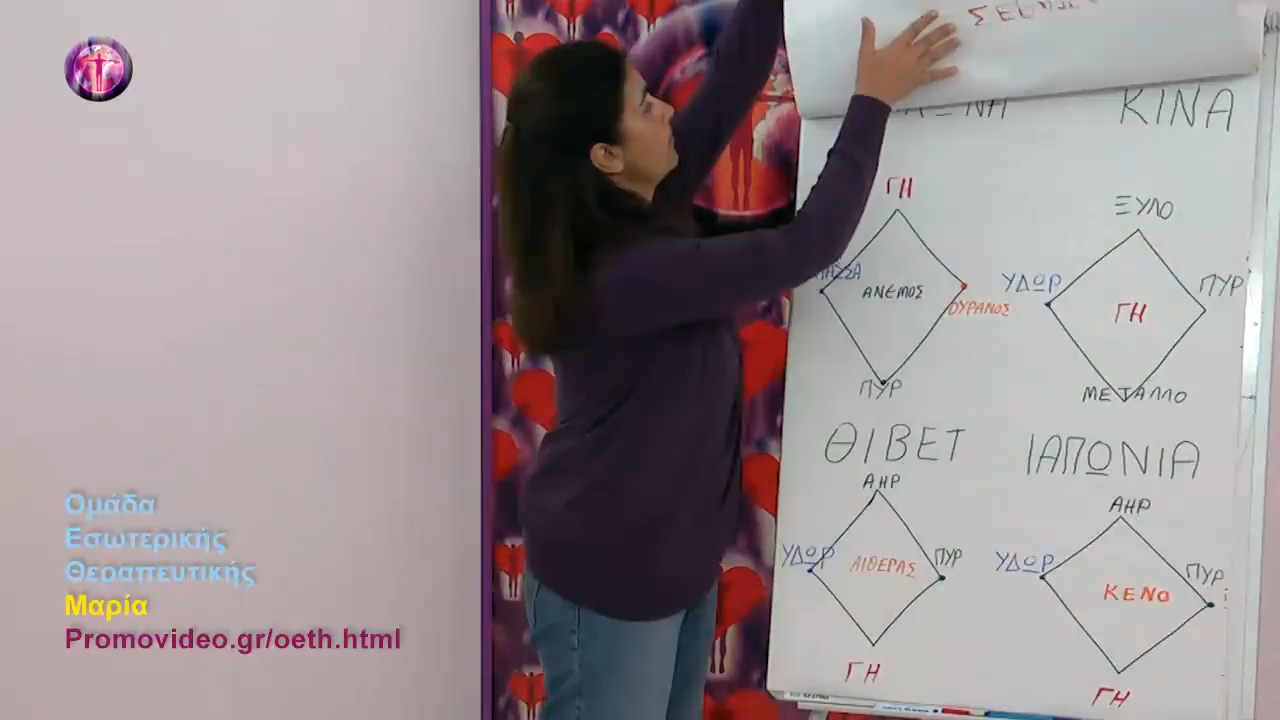 ΚΙΝΑ
ΓΗ
ΑΝΕΜΟΣ
ΟΥΡΑΝΟΣ
ΠΥΡ
ΞΥΛΟ
ΥΔΩΡ
ΠΥΡ
ΓΗ
ΜΕΤΑΛΛΟ
ΘΙΒΕΤ
ΑΗΡ
ΥΔΩΡ
ΑΙΘΕΡΑΣ
ΠΥΡ
ΓΗ
ΙΑΠΩΝΙΑ
ΑΗΡ
ΥΔΩΡ
ΠΥΡ
ΚΕΝΟ
ΓΗ
Ομάδα
Εσωτερικής
Θεραπευτικής
Μαρία
Promovideo.gr/oeth.html